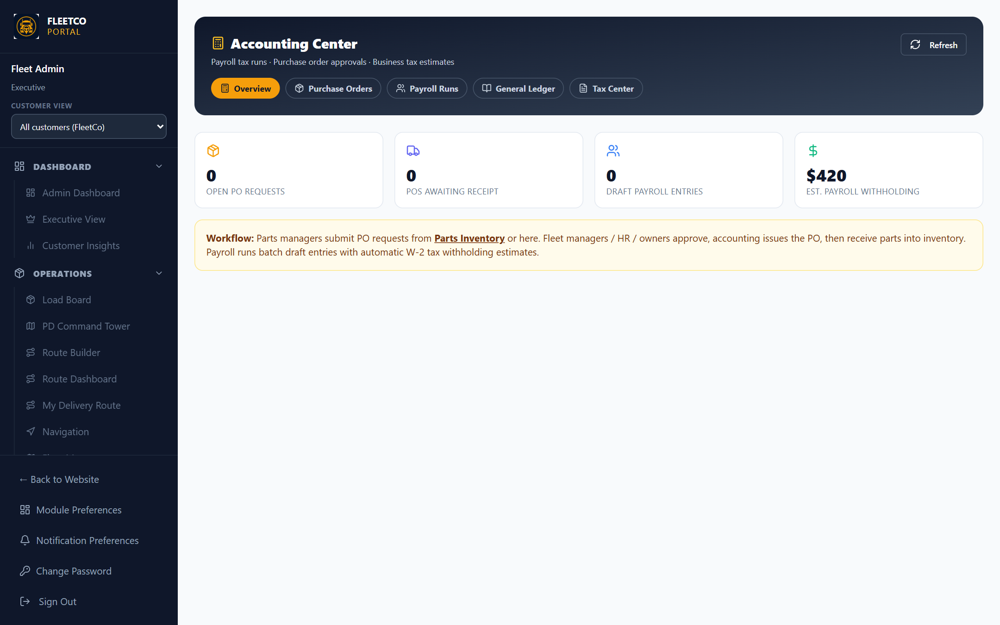 FLEETCO
PORTAL
Fleet Admin
Executive
CUSTOMER VIEW
All customers (FleetCo)
DASHBOARD
Admin Dashboard
Executive View
Customer Insights
OPERATIONS
Load Board
PD Command Tower
Route Builder
Route Dashboard
My Delivery Route
Navigation
← Back to Website
Module Preferences
Notification Preferences
Change Password
Sign Out
Accounting Center
Refresh
Payroll tax runs · Purchase order approvals · Business tax estimates
Overview
Purchase Orders
Payroll Runs
General Ledger
Tax Center
0
OPEN PO REQUESTS
0
POS AWAITING RECEIPT
0
DRAFT PAYROLL ENTRIES
$420
EST. PAYROLL WITHHOLDING
Workflow: Parts managers submit PO requests from Parts Inventory or here. Fleet managers / HR / owners approve, accounting issues the PO, then receive parts into inventory.
Payroll runs batch draft entries with automatic W-2 tax withholding estimates.